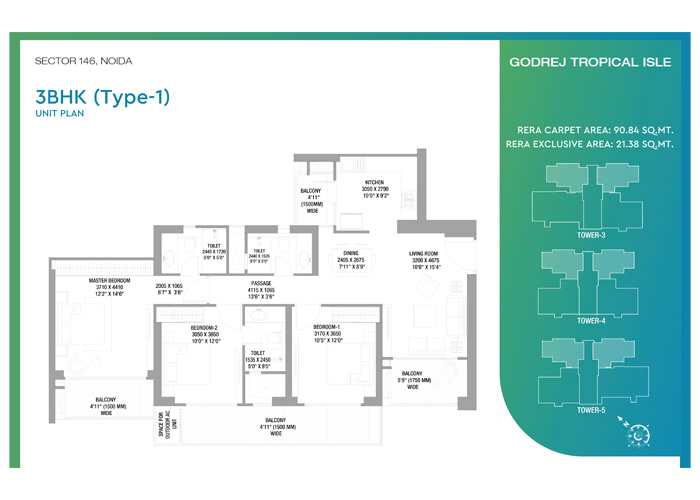 SECTOR 146, NOIDA
3BHK (Type-1)
UNIT PLAN
GODREJ TROPICAL ISLE
RERA CARPET AREA: 90.84 SQ.MT.
RERA EXCLUSIVE AREA: 21.38 SQ.MT.
TOWER-3
TOWER-4
TOWER-5
N
KITCHEN
3050 X 2790
10'0" X 9'2"
BALCONY
4'11"
(1500MM)
WIDE
TOILET
2440 X 1720
8'0" X 5'8"
TOILET
2440 X 1520
8'0" X 5'0"
DINING
2405 X 2675
7'11" X 8'9"
LIVING ROOM
3200 X 4675
10'6" X 15'4"
MASTER BEDROOM
3710 X 4410
12'2" X 14'6"
2005 X 1065
6'7" X 3'6"
PASSAGE
4115 X 1065
13'6" X 3'6"
BEDROOM-2
3050 X 3650
10'0" X 12'0"
TOILET
1535 X 2450
5'0" X 8'0"
BEDROOM-1
3170 X 3650
10'5" X 12'0"
BALCONY
5'9" (1750 MM)
WIDE
BALCONY
4'11" (1500 MM)
WIDE
SPACE FOR
OUTDOOR AC
UNIT
BALCONY
4'11" (1500 MM)
WIDE